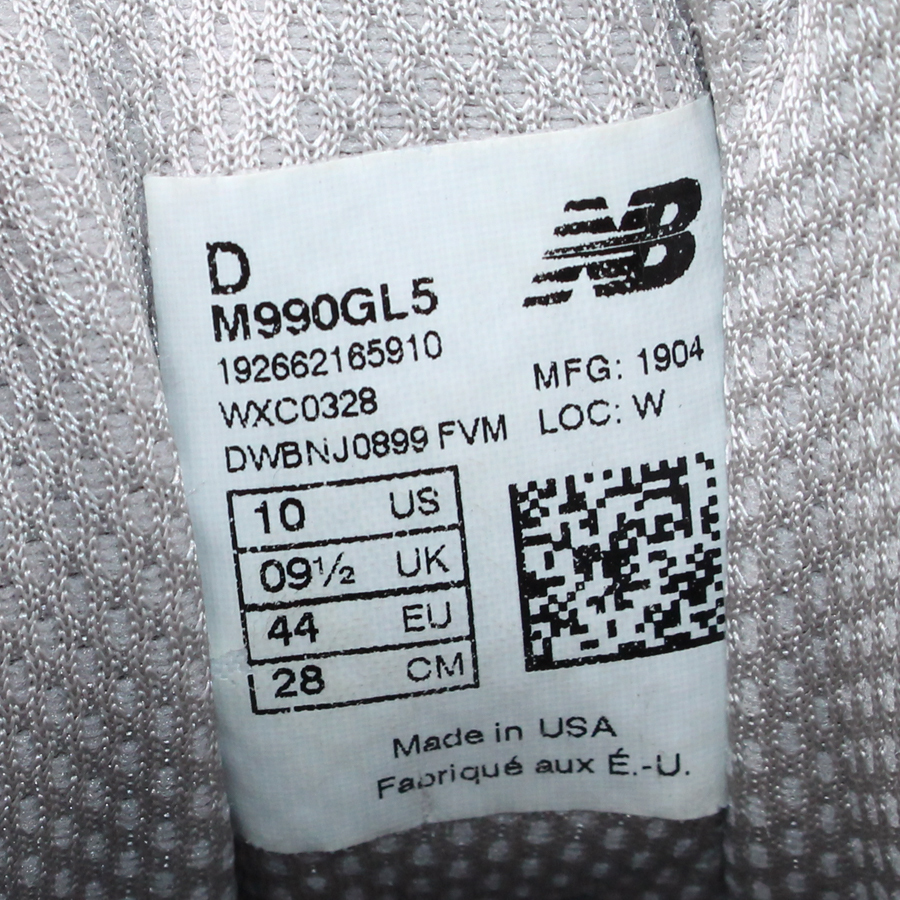 NB
D
M990GL5
192662165910
WXC0328
DWBNJ0899 FVM
MFG: 1904
LOC: W
10 US
09½ UK
44 EU
28 CM
Made in USA
Fabriqué aux É.-U.